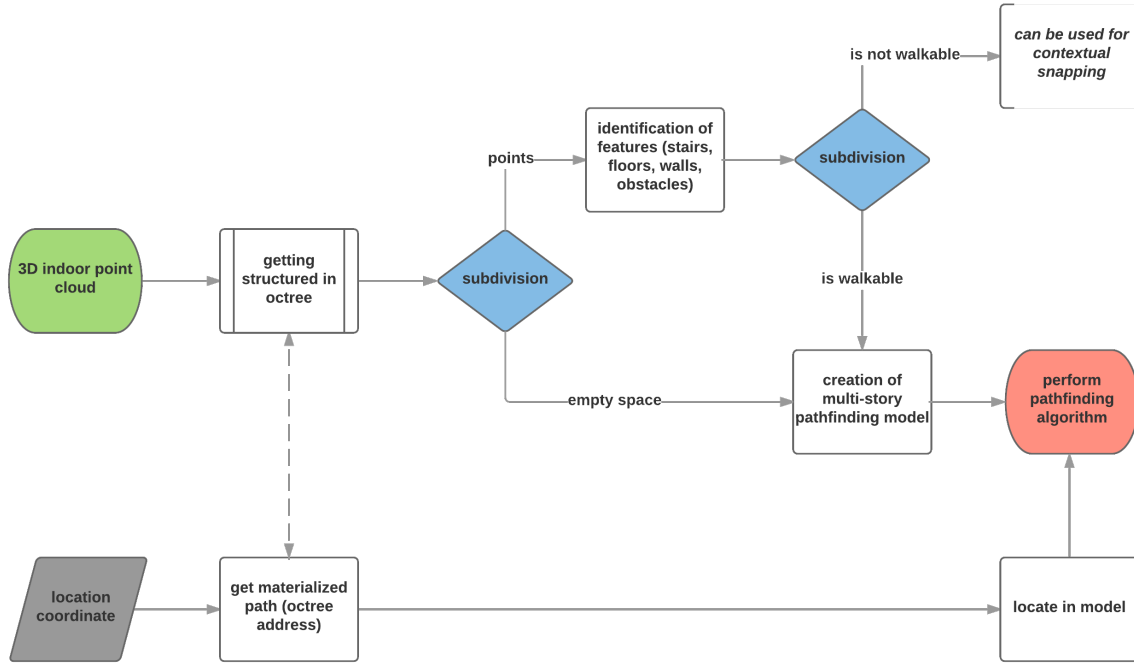 is not walkable
can be used for
contextual
snapping
identification of
features (stairs,
floors, walls,
obstacles)
points
subdivision
3D indoor point
cloud
getting
structured in
octree
subdivision
is walkable
empty space
creation of
multi-story
pathfinding model
perform
pathfinding
algorithm
location
coordinate
get materialized
path (octree
address)
locate in model